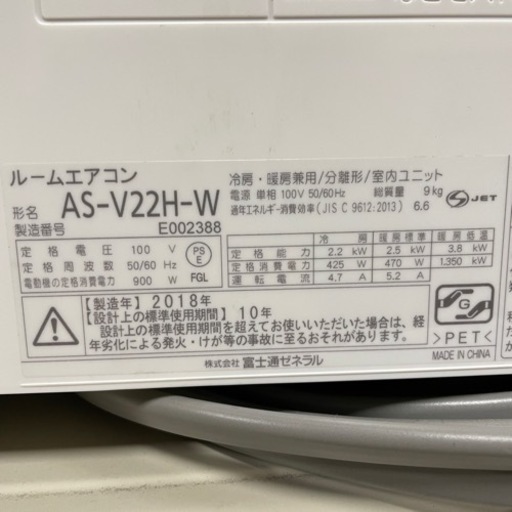 ルームエアコン
形名 AS-V22H-W
製造番号 E002388
冷房・暖房兼用/分離形/室内ユニット
電源 単相 100V 50/60Hz 総質量 9kg
通年エネルギー消費効率(JIS C 9612:2013) 6.6
JET
定格電圧 100 V
定格周波数 50/60 Hz
電動機の定格消費電力 900 W
PS
E
FGL
冷房 暖房標準 暖房低温
定格能力 2.2 kW 2.5 kW 3.8 kW
定格消費電力 425 W 470 W 1,350 kW
運転電流 4.7 A 5.2 A
【製造年】2018年
【設計上の標準使用期間】10年
設計上の標準使用期間を超えてお使いいただいた場合は、経
年劣化による発火・けが等の事故に至るおそれがあります。
G
>PET<
MADE IN CHINA
株式会社 富士通ゼネラル